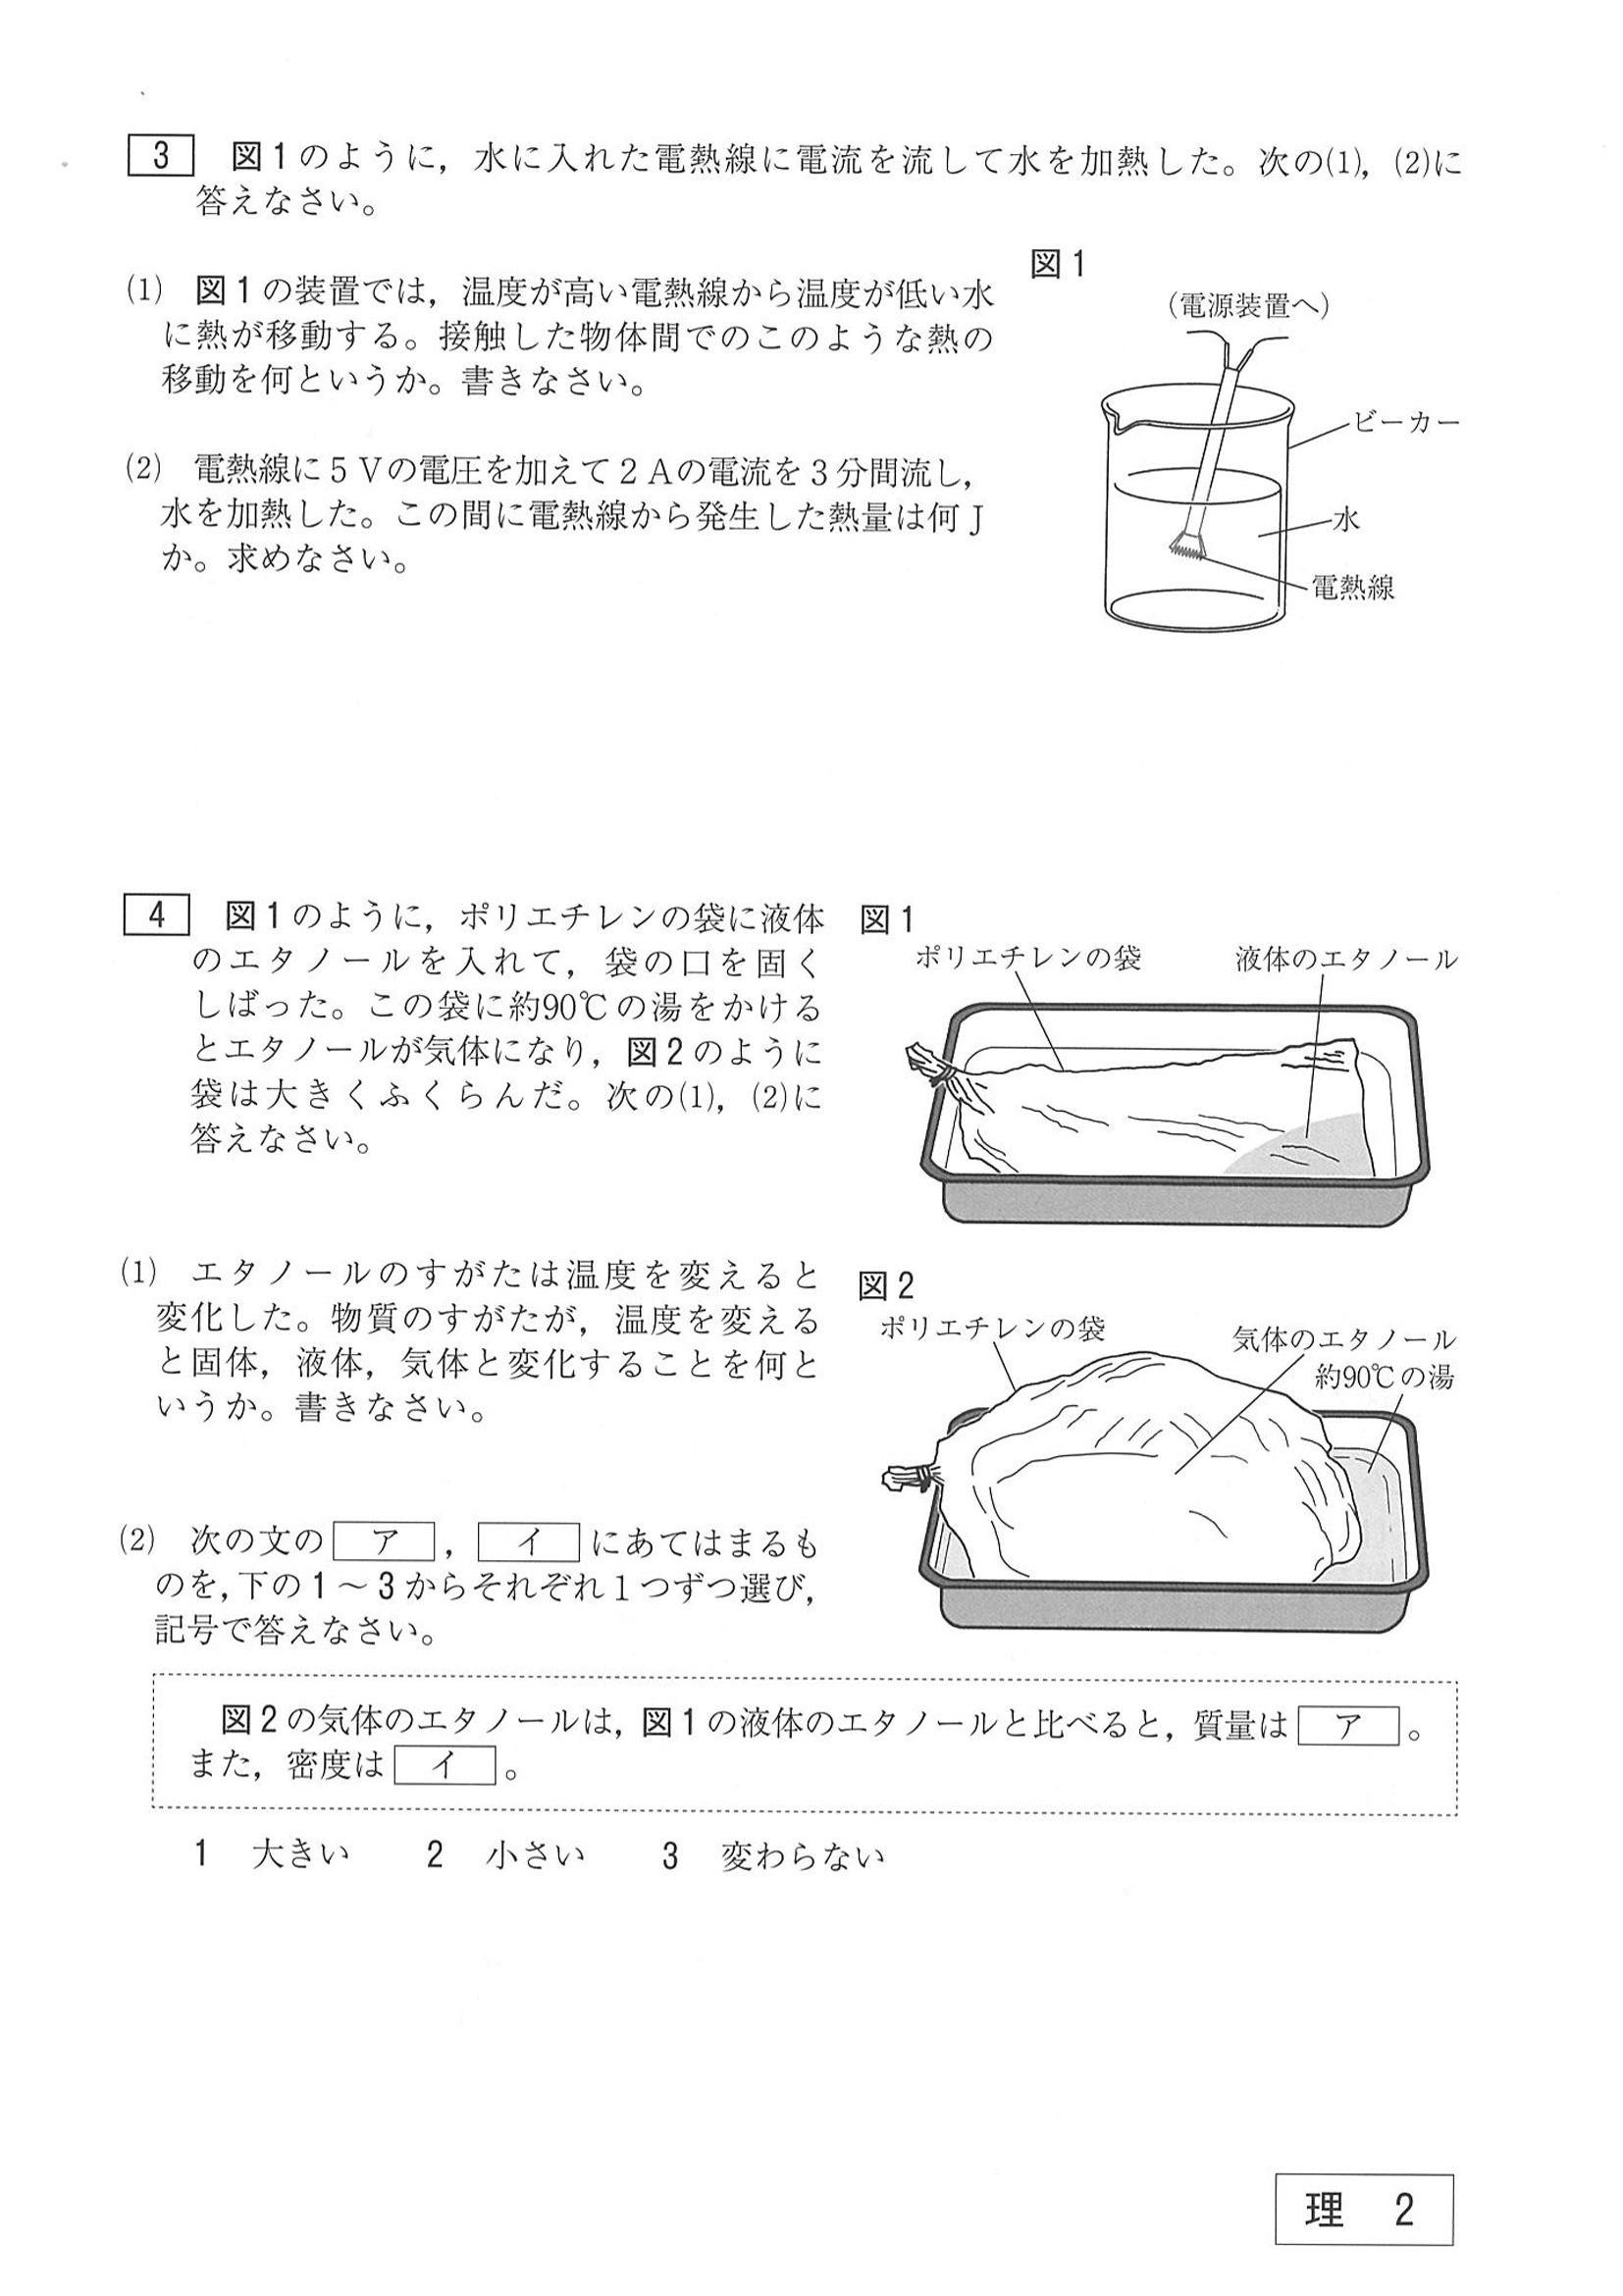 3 図1のように，水に入れた電熱線に電流を流して水を加熱した。次の(1)，(2)に
答えなさい。
(1) 図1の装置では，温度が高い電熱線から温度が低い水
に熱が移動する。接触した物体間でのこのような熱の
移動を何というか。書きなさい。
(2) 電熱線に5Vの電圧を加えて2Aの電流を3分間流し，
水を加熱した。この間に電熱線から発生した熱量は何J
か。求めなさい。
図1
(電源装置へ)
ビーカー
水
電熱線
4 図1のように，ポリエチレンの袋に液体
のエタノールを入れて，袋の口を固く
しばった。この袋に約90℃の湯をかける
とエタノールが気体になり，図2のように
袋は大きくふくらんだ。次の(1)，(2)に
答えなさい。
図1
ポリエチレンの袋
液体のエタノール
(1) エタノールのすがたは温度を変えると
変化した。物質のすがたが，温度を変える
と固体，液体，気体と変化することを何と
いうか。書きなさい。
図2
ポリエチレンの袋
気体のエタノール
約90℃の湯
(2) 次の文の ア ， イ にあてはまるも
のを，下の1～3からそれぞれ1つずつ選び，
記号で答えなさい。
図2の気体のエタノールは，図1の液体のエタノールと比べると，質量は ア 。
また，密度は イ 。
1 大きい 2 小さい 3 変わらない
理 2